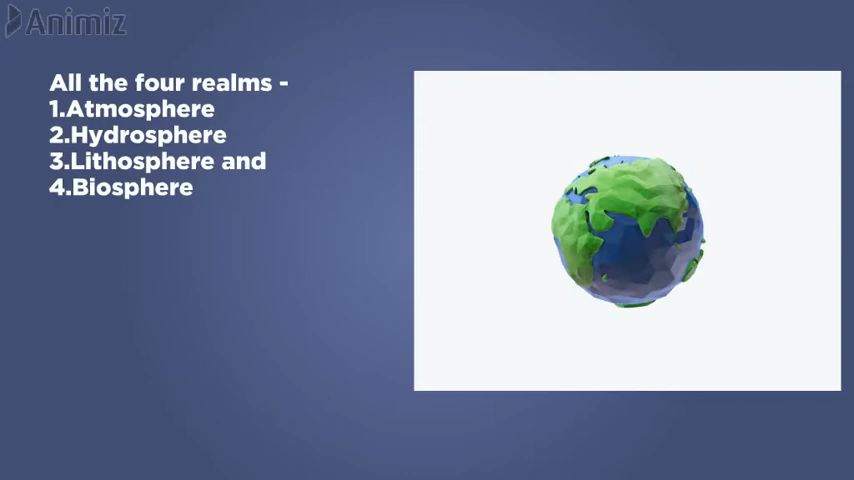 Animiz
All the four realms -
1.Atmosphere
2.Hydrosphere
3.Lithosphere and
4.Biosphere